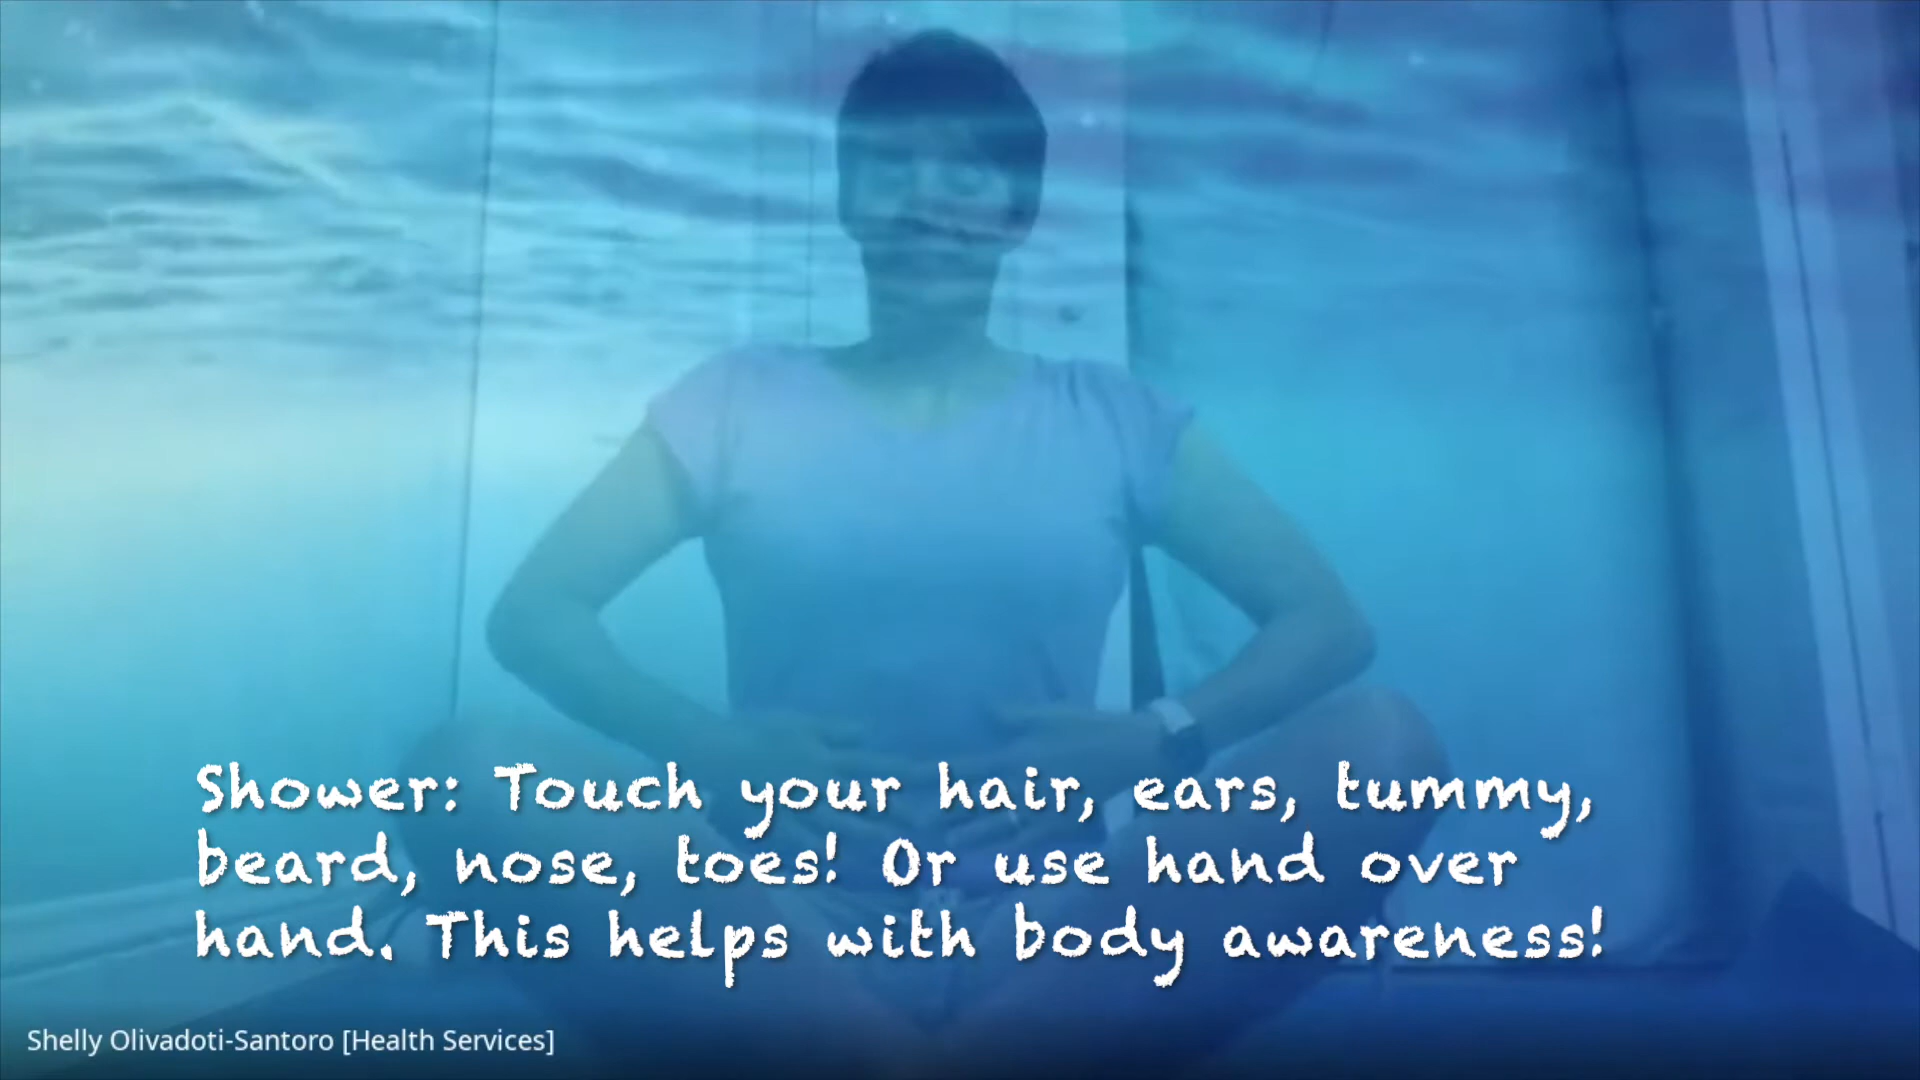 Shower: Touch your hair, ears, tummy,
beard, nose, toes! Or use hand over
hand. This helps with body awareness!
Shelly Olivadoti-Santoro [Health Services]